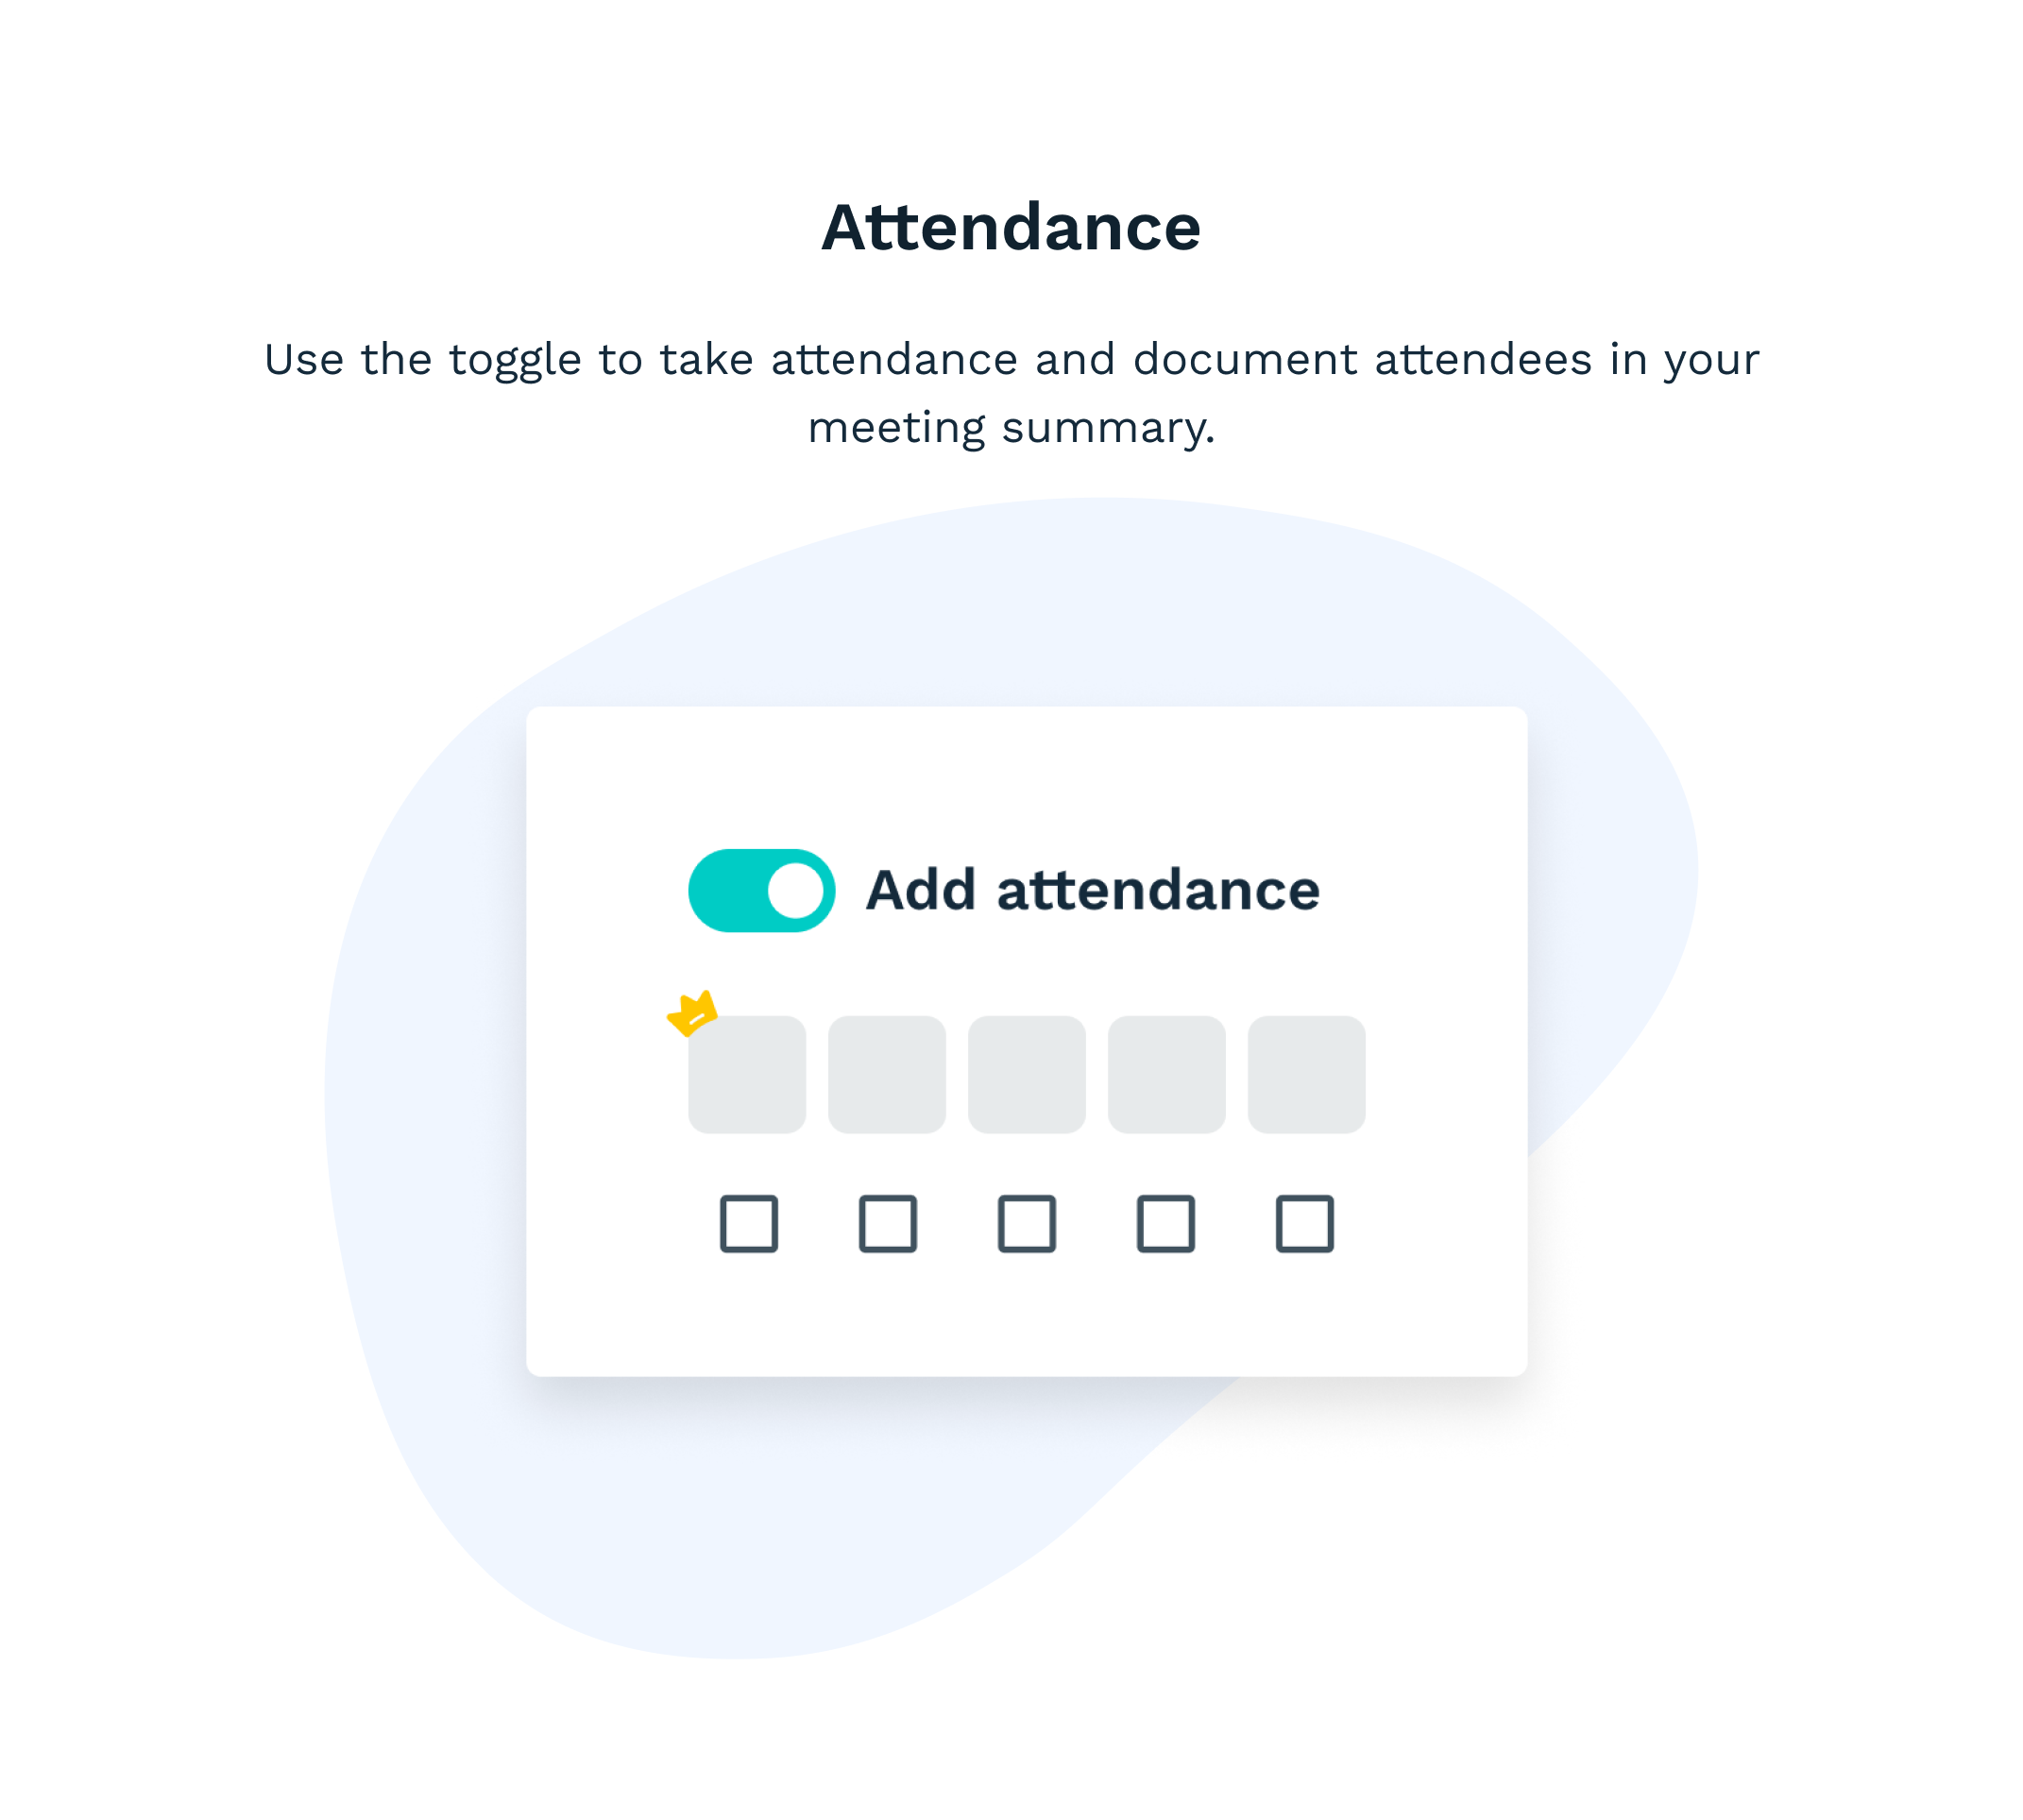 Attendance
Use the toggle to take attendance and document attendees in your
meeting summary.
Add attendance